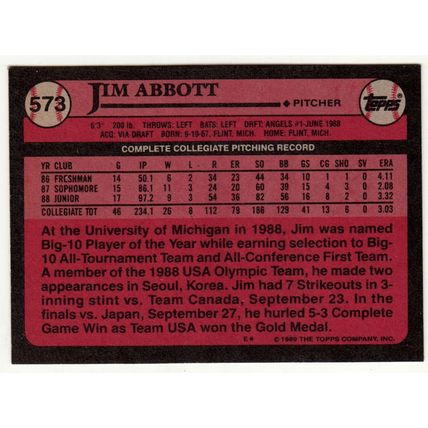 573
JIM ABBOTT
PITCHER
Topps
6'3" 200 lb. THROWS: LEFT BATS: LEFT DRFT: ANGELS #1-JUNE 1988
ACQ: VIA DRAFT BORN: 9-19-67, FLINT, MICH. HOME: FLINT, MICH.
COMPLETE COLLEGIATE PITCHING RECORD
YR CLUB G IP W L R ER SO BB GS CG SHO SV ERA
86 FRESHMAN 14 50.1 6 2 34 23 44 33 8 1 0 0 4.11
87 SOPHOMORE 15 86.1 11 3 24 20 60 39 15 6 2 0 2.08
88 JUNIOR 17 97.2 9 3 54 36 82 56 18 6 3 0 3.32
COLLEGIATE TOT 46 234.1 26 8 112 79 186 128 41 13 6 0 3.03
At the University of Michigan in 1988, Jim was named
Big-10 Player of the Year while earning selection to Big-
10 All-Tournament Team and All-Conference First Team.
A member of the 1988 USA Olympic Team, he made two
appearances in Seoul, Korea. Jim had 7 Strikeouts in 3-
inning stint vs. Team Canada, September 23. In the
finals vs. Japan, September 27, he hurled 5-3 Complete
Game Win as Team USA won the Gold Medal.
E* © 1989 THE TOPPS COMPANY, INC.